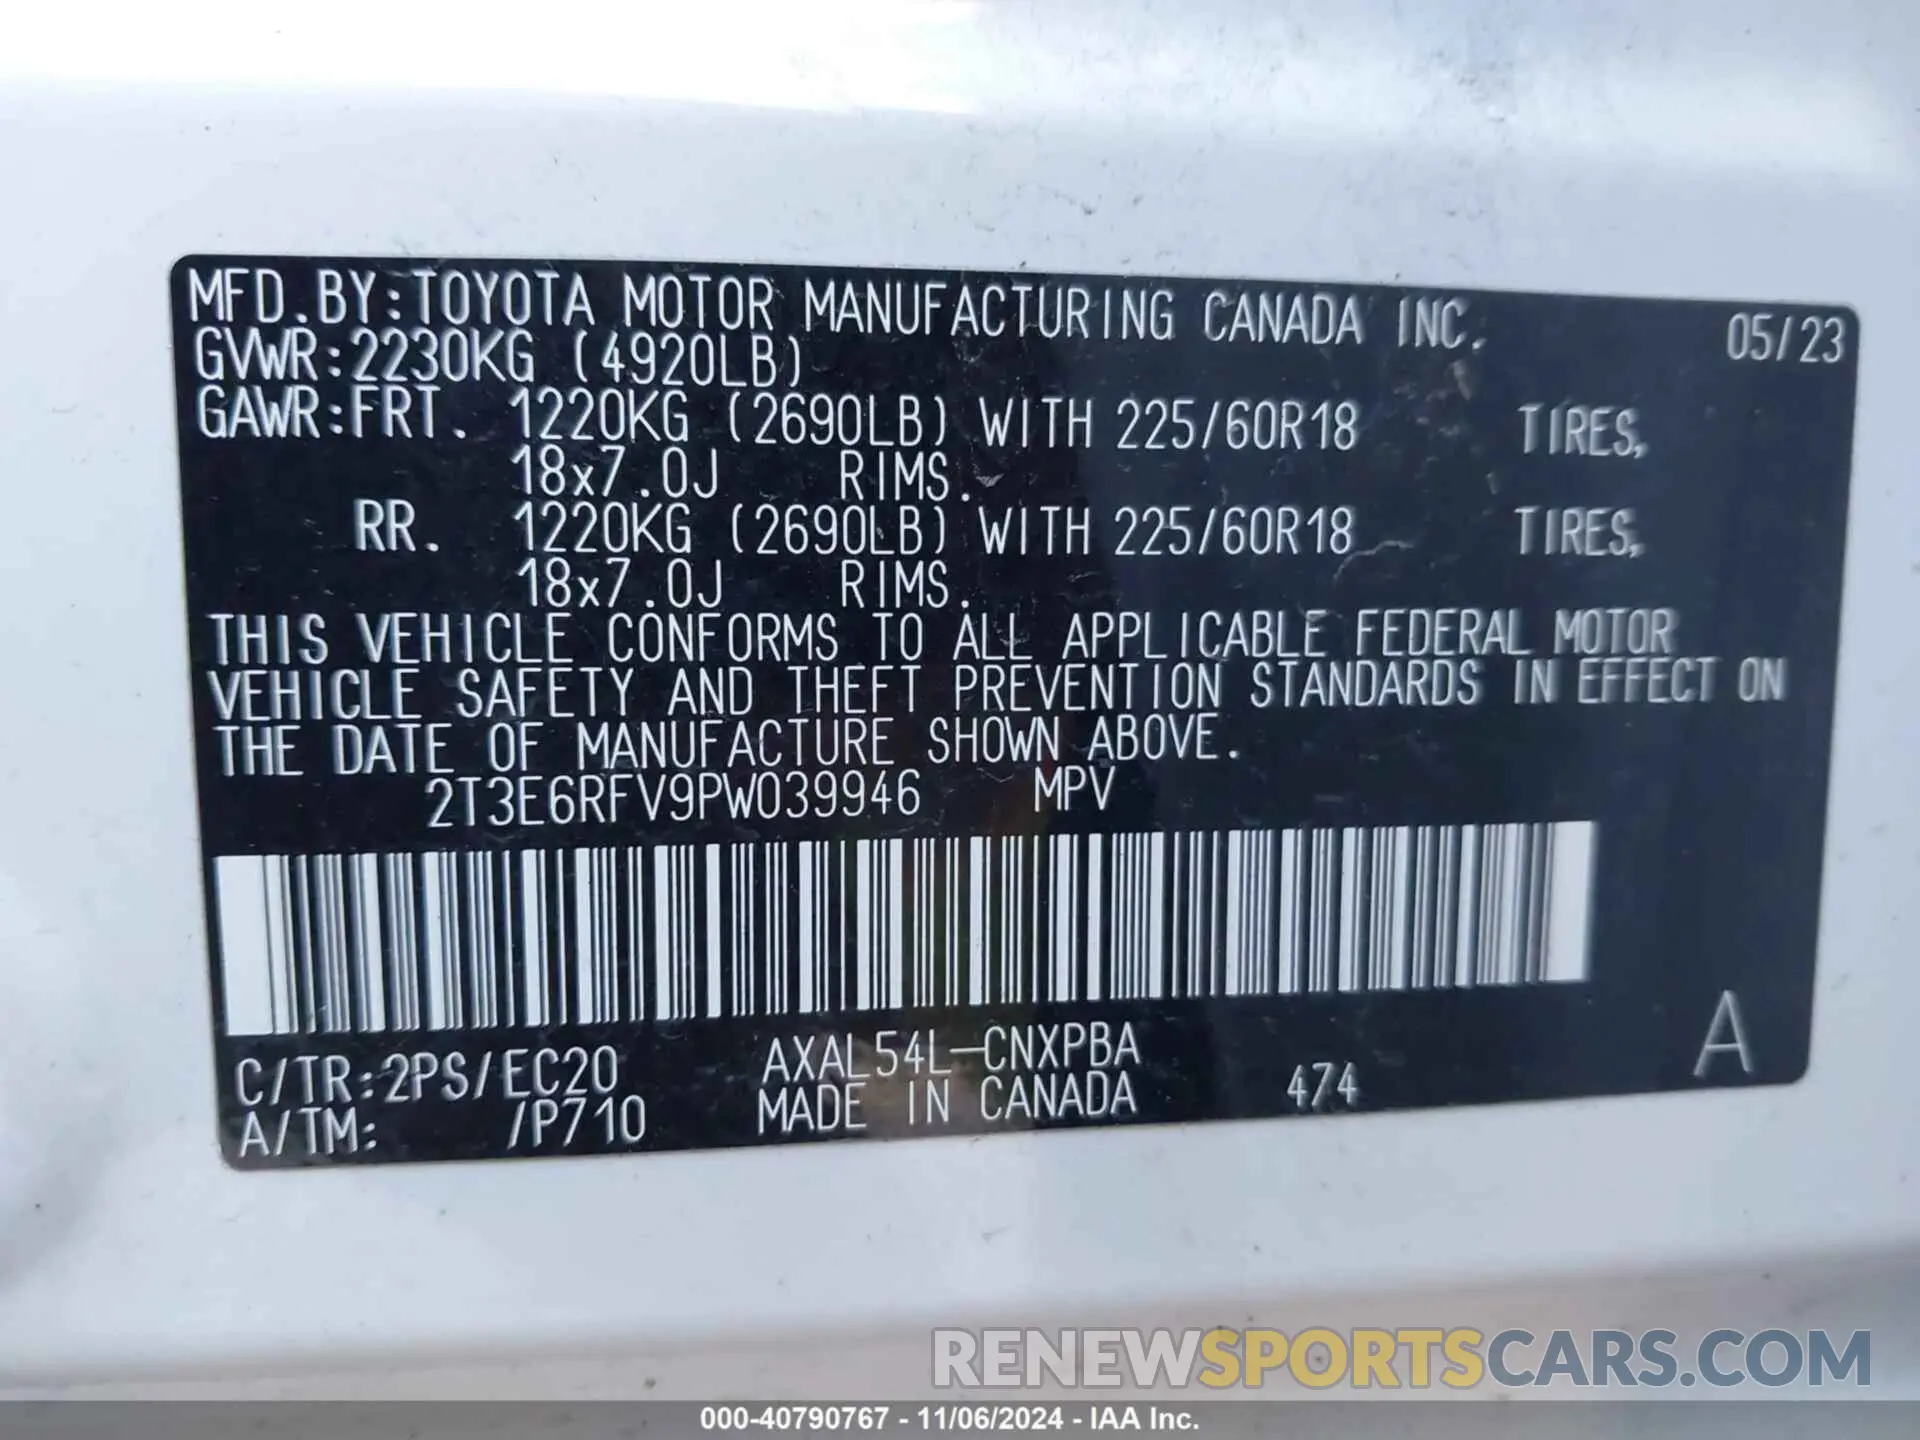 MFD.BY:TOYOTA MOTOR MANUFACTURING CANADA INC. 05/23
GVWR:2230KG (4920LB)
GAWR:FRT. 1220KG (2690LB) WITH 225/60R18 TIRES,
18x7.0J RIMS.
RR. 1220KG (2690LB) WITH 225/60R18 TIRES,
18x7.0J RIMS.
THIS VEHICLE CONFORMS TO ALL APPLICABLE FEDERAL MOTOR
VEHICLE SAFETY AND THEFT PREVENTION STANDARDS IN EFFECT ON
THE DATE OF MANUFACTURE SHOWN ABOVE.
2T3E6RFV9PW039946 MPV
C/TR:2PS/EC20 AXAL54L-CNXPBA A
A/TM: /P710 MADE IN CANADA 474
RENEWSPORTSCARS.COM
000-40790767 - 11/06/2024 - IAA Inc.